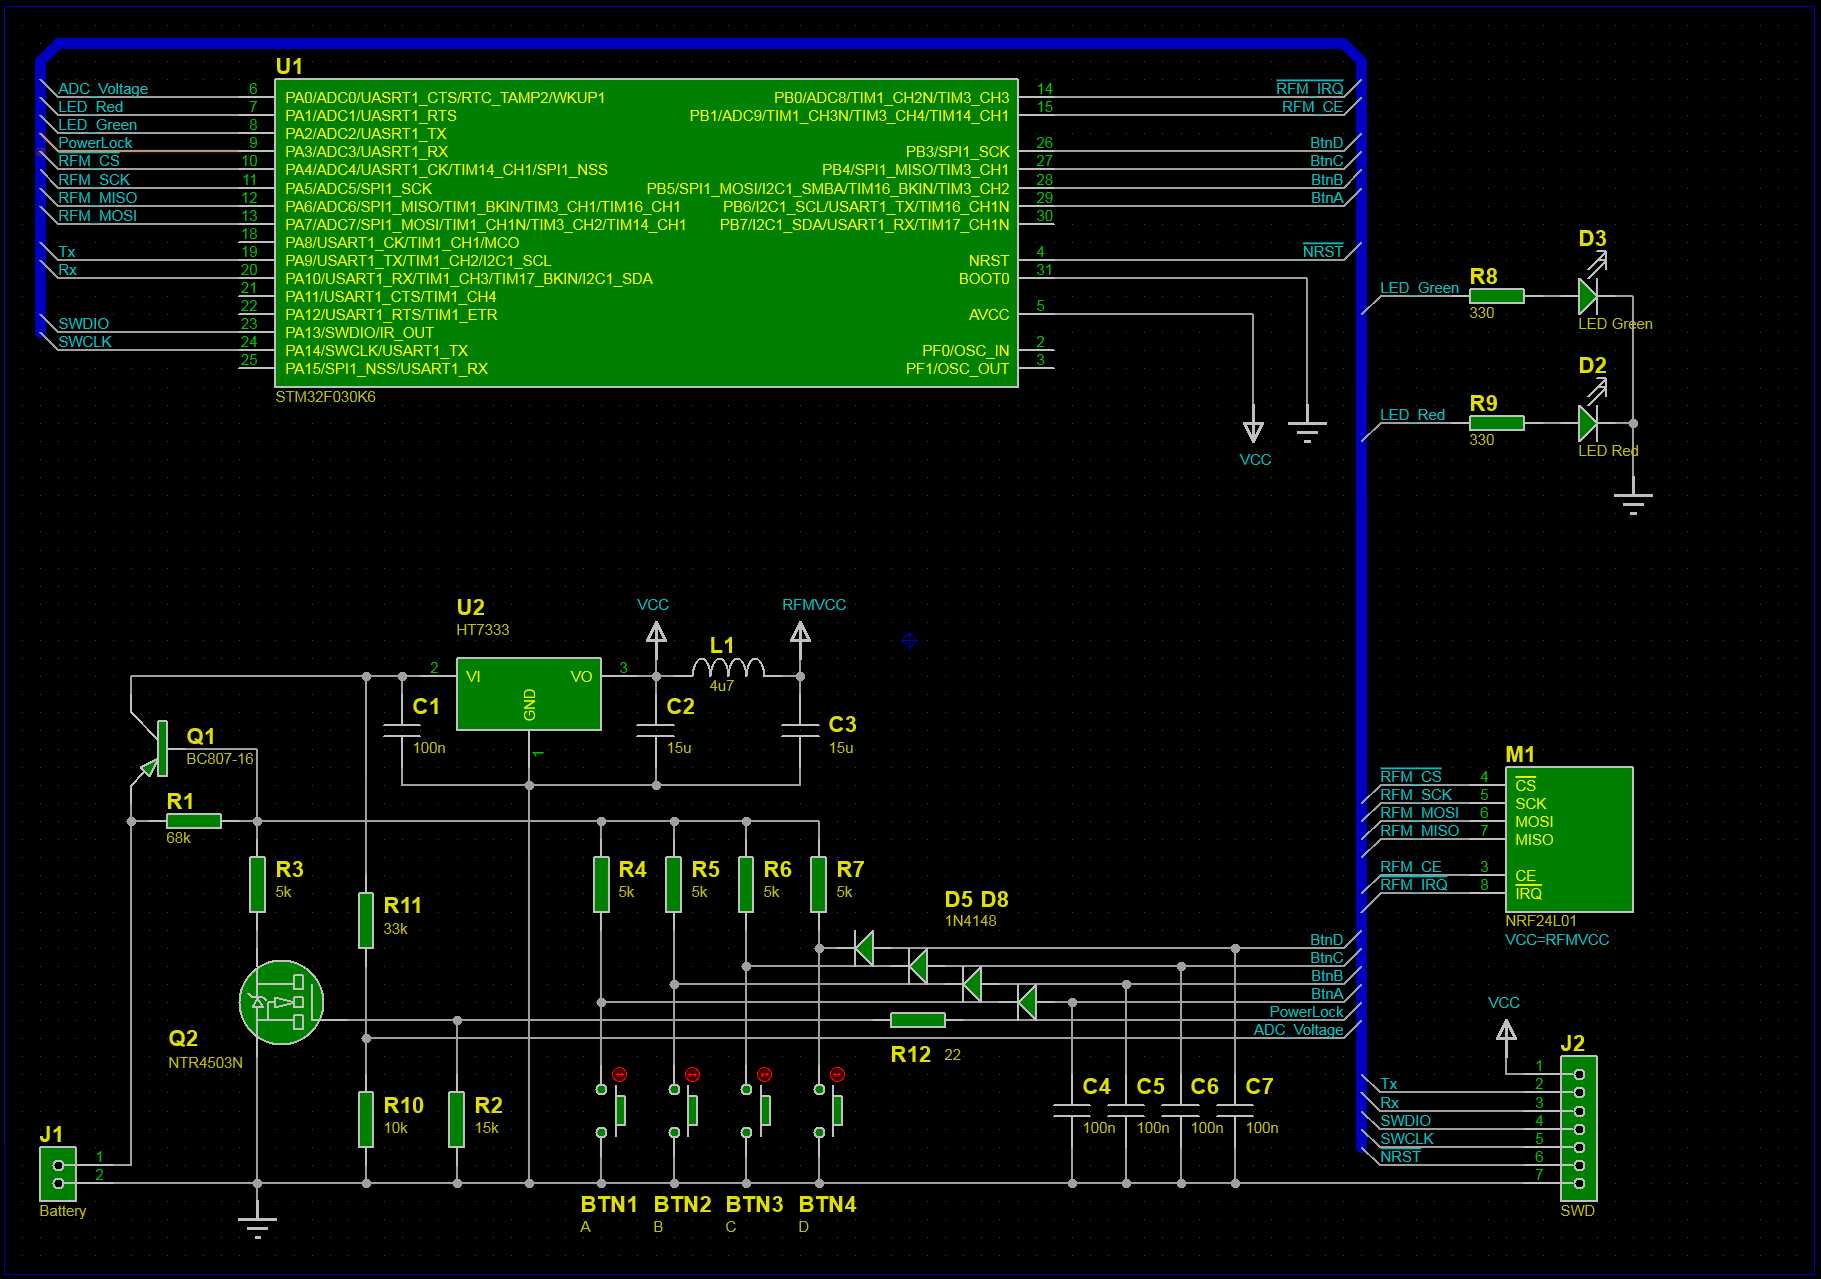 U1
ADC_Voltage 6 PA0/ADC0/UASRT1_CTS/RTC_TAMP2/WKUP1
LED_Red 7 PA1/ADC1/UASRT1_RTS
LED_Green 8 PA2/ADC2/UASRT1_TX
PowerLock 9 PA3/ADC3/UASRT1_RX
RFM_CS 10 PA4/ADC4/UASRT1_CK/TIM14_CH1/SPI1_NSS
RFM_SCK 11 PA5/ADC5/SPI1_SCK
RFM_MISO 12 PA6/ADC6/SPI1_MISO/TIM1_BKIN/TIM3_CH1/TIM16_CH1
RFM_MOSI 13 PA7/ADC7/SPI1_MOSI/TIM1_CH1N/TIM3_CH2/TIM14_CH1
18 PA8/USART1_CK/TIM1_CH1/MCO
Tx 19 PA9/USART1_TX/TIM1_CH2/I2C1_SCL
Rx 20 PA10/USART1_RX/TIM1_CH3/TIM17_BKIN/I2C1_SDA
21 PA11/USART1_CTS/TIM1_CH4
22 PA12/USART1_RTS/TIM1_ETR
SWDIO 23 PA13/SWDIO/IR_OUT
SWCLK 24 PA14/SWCLK/USART1_TX
25 PA15/SPI1_NSS/USART1_RX
STM32F030K6
PB0/ADC8/TIM1_CH2N/TIM3_CH3 14 RFM_IRQ
PB1/ADC9/TIM1_CH3N/TIM3_CH4/TIM14_CH1 15 RFM_CE
PB3/SPI1_SCK 26 BtnD
PB4/SPI1_MISO/TIM3_CH1 27 BtnC
PB5/SPI1_MOSI/I2C1_SMBA/TIM16_BKIN/TIM3_CH2 28 BtnB
PB6/I2C1_SCL/USART1_TX/TIM16_CH1N 29 BtnA
PB7/I2C1_SDA/USART1_RX/TIM17_CH1N 30
NRST 4 NRST
BOOT0 31
AVCC 5
PF0/OSC_IN 2
PF1/OSC_OUT 3
VCC
D3
LED_Green R8
330
LED Green
D2
LED_Red R9
330
LED Red
U2
HT7333
VCC
RFMVCC
2 VI VO 3
GND
1
L1
4u7
C1
100n
C2
15u
C3
15u
Q1
BC807-16
R1
68k
R3
5k
R11
33k
R4
5k
R5
5k
R6
5k
R7
5k
D5 D8
1N4148
BtnD
BtnC
BtnB
BtnA
PowerLock
ADC_Voltage
R12 22
Q2
NTR4503N
R10
10k
R2
15k
C4
100n
C5
100n
C6
100n
C7
100n
J1
1
2
Battery
BTN1
A
BTN2
B
BTN3
C
BTN4
D
M1
RFM_CS 4 CS
RFM_SCK 5 SCK
RFM_MOSI 6 MOSI
RFM_MISO 7 MISO
RFM_CE 3 CE
RFM_IRQ 8 IRQ
NRF24L01
VCC=RFMVCC
VCC
J2
1
Tx 2
Rx 3
SWDIO 4
SWCLK 5
NRST 6
7
SWD